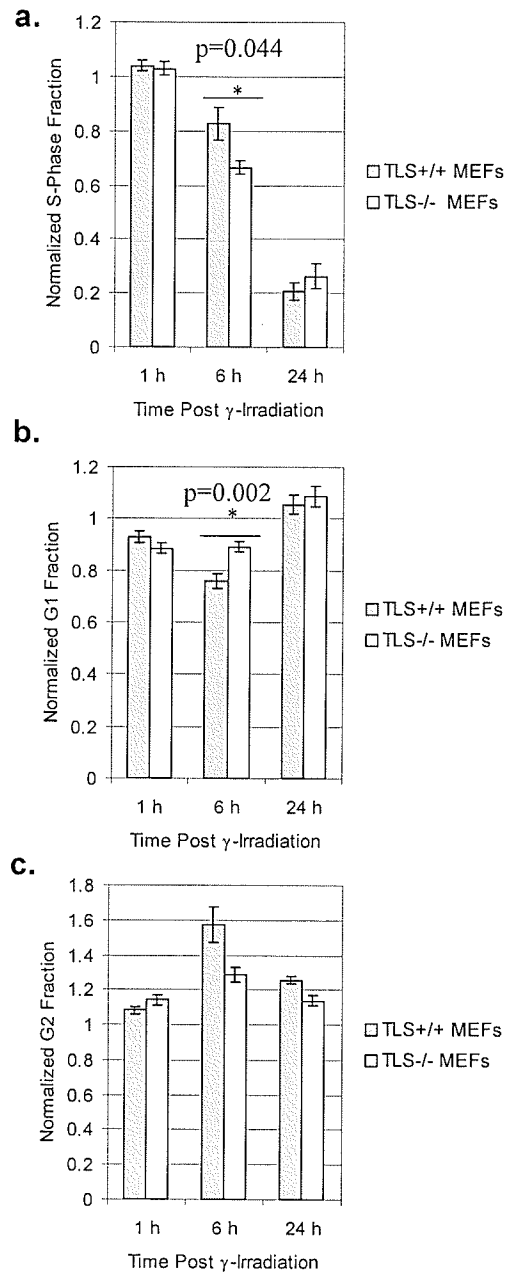 a.
1.2
1
0.8
0.6
0.4
0.2
0
Normalized S-Phase Fraction
p=0.044
*
TLS+/+ MEFs
TLS-/- MEFs
1 h 6 h 24 h
Time Post γ-Irradiation
b.
1.2
1
0.8
0.6
0.4
0.2
0
Normalized G1 Fraction
p=0.002
*
TLS+/+ MEFs
TLS-/- MEFs
1 h 6 h 24 h
Time Post γ-Irradiation
c.
1.8
1.6
1.4
1.2
1
0.8
0.6
0.4
0.2
0
Normalized G2 Fraction
TLS+/+ MEFs
TLS-/- MEFs
1 h 6 h 24 h
Time Post γ-Irradiation